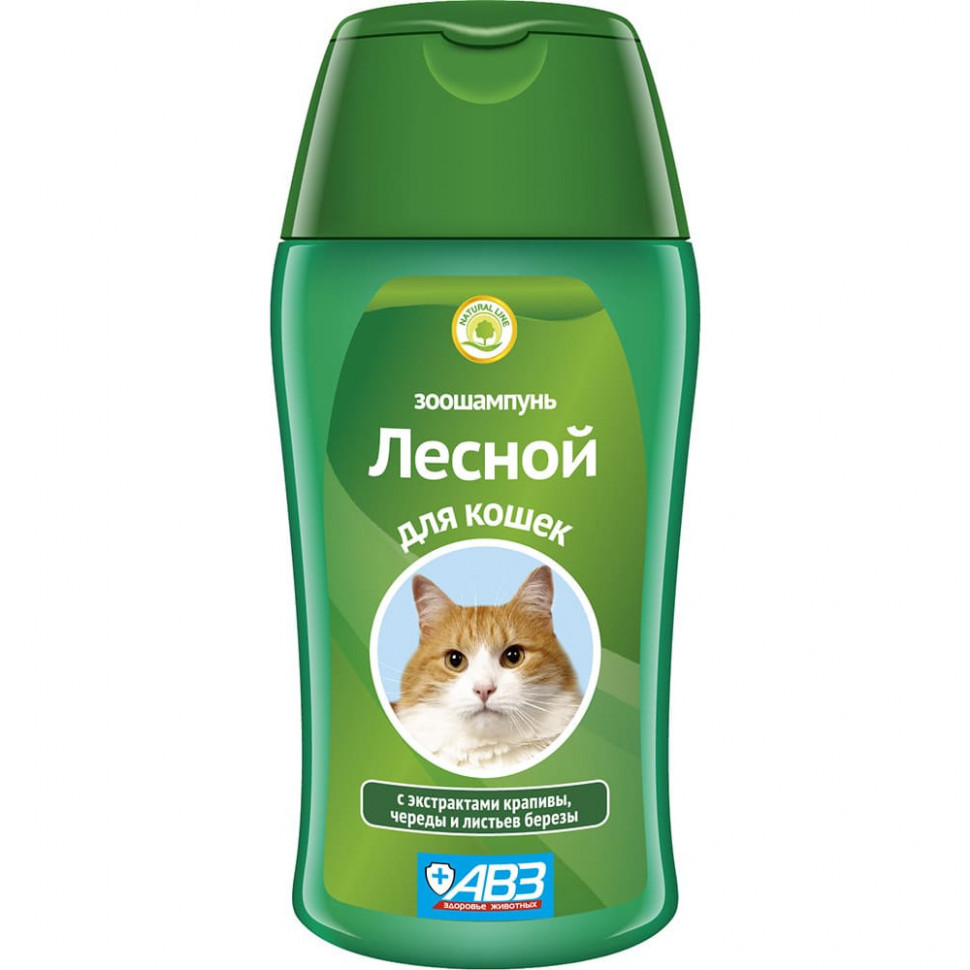 NATURAL LINE
зоошампунь
Лесной
для кошек
с экстрактами крапивы,
череды и листьев березы
АВЗ
здоровье животных